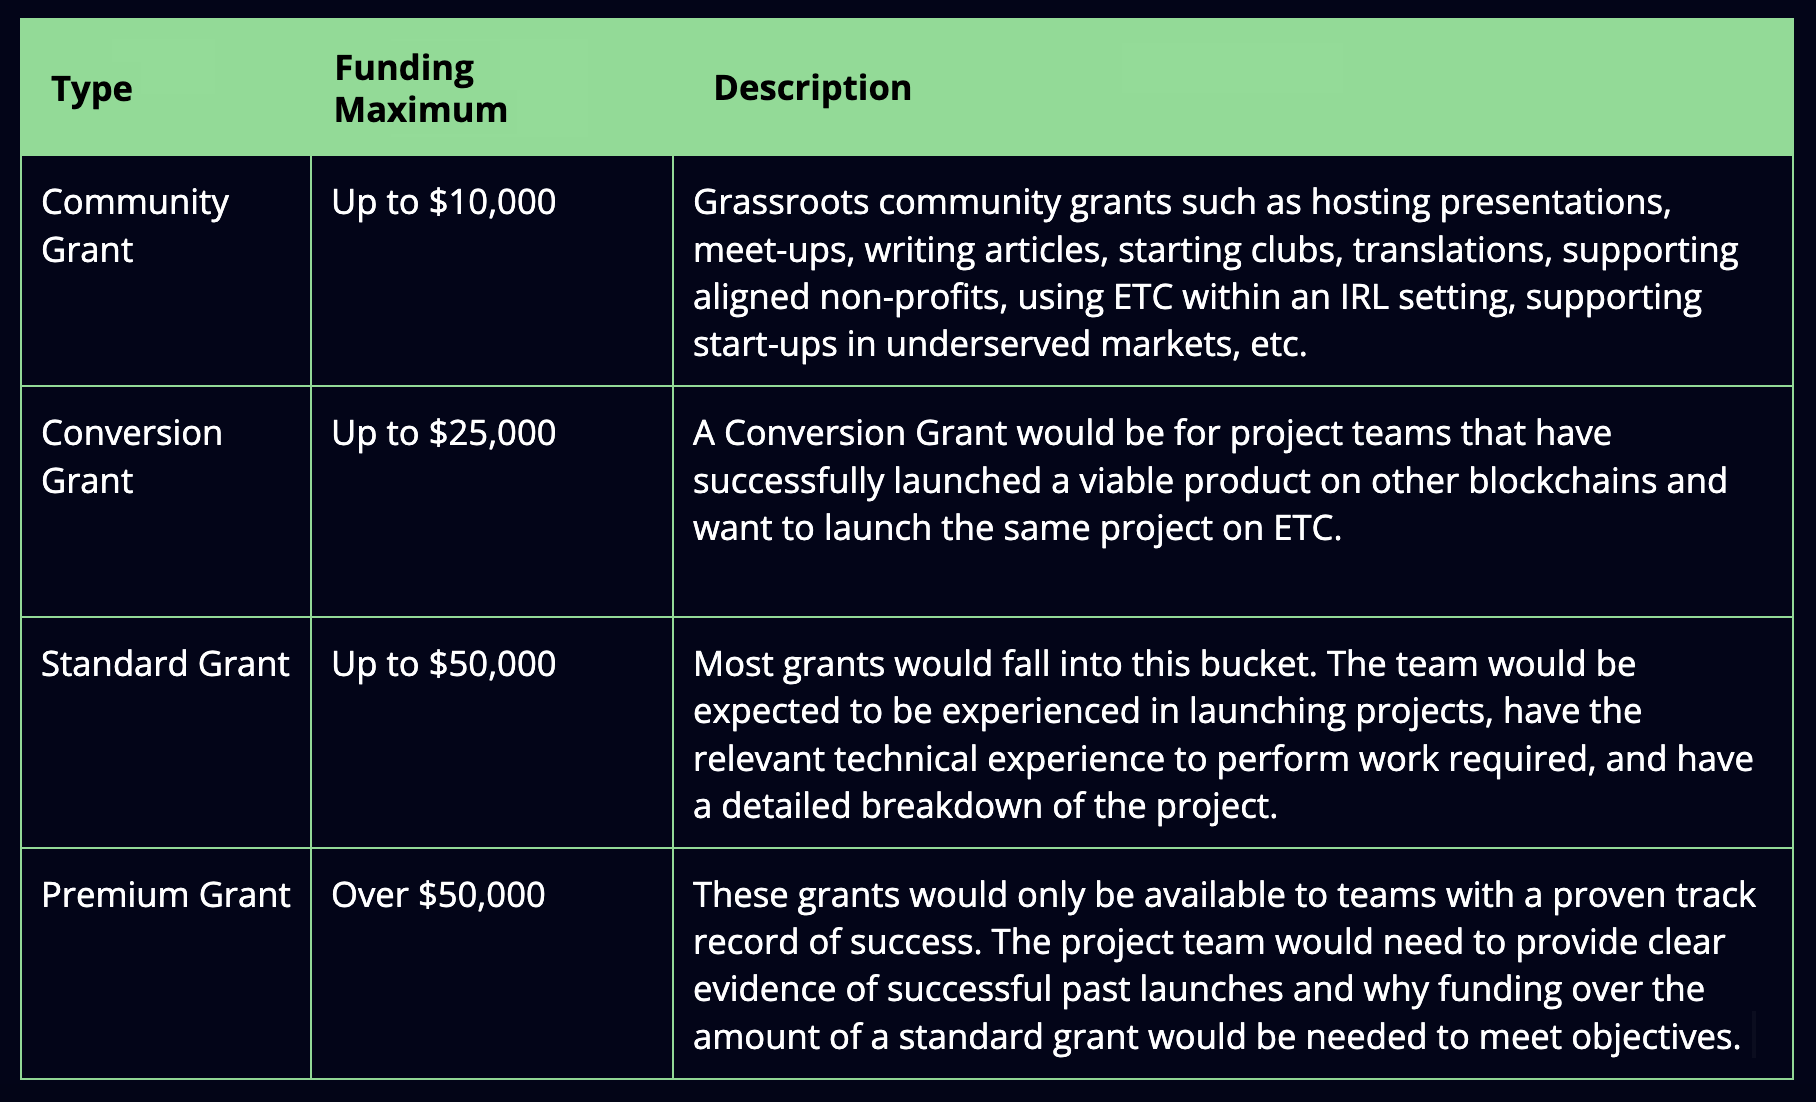 Type
Funding
Maximum
Description
Community
Grant
Up to $10,000
Grassroots community grants such as hosting presentations,
meet-ups, writing articles, starting clubs, translations, supporting
aligned non-profits, using ETC within an IRL setting, supporting
start-ups in underserved markets, etc.
Conversion
Grant
Up to $25,000
A Conversion Grant would be for project teams that have
successfully launched a viable product on other blockchains and
want to launch the same project on ETC.
Standard Grant
Up to $50,000
Most grants would fall into this bucket. The team would be
expected to be experienced in launching projects, have the
relevant technical experience to perform work required, and have
a detailed breakdown of the project.
Premium Grant
Over $50,000
These grants would only be available to teams with a proven track
record of success. The project team would need to provide clear
evidence of successful past launches and why funding over the
amount of a standard grant would be needed to meet objectives.